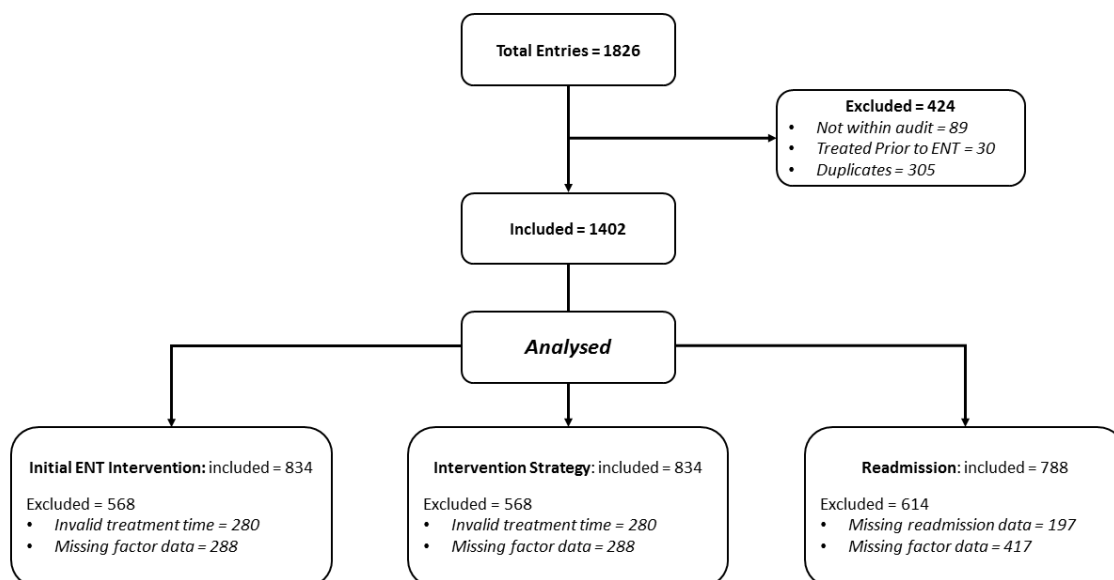 Total Entries = 1826
Excluded = 424
• Not within audit = 89
• Treated Prior to ENT = 30
• Duplicates = 305
Included = 1402
Analysed
Initial ENT Intervention: included = 834
Excluded = 568
• Invalid treatment time = 280
• Missing factor data = 288
Intervention Strategy: included = 834
Excluded = 568
• Invalid treatment time = 280
• Missing factor data = 288
Readmission: included = 788
Excluded = 614
• Missing readmission data = 197
• Missing factor data = 417